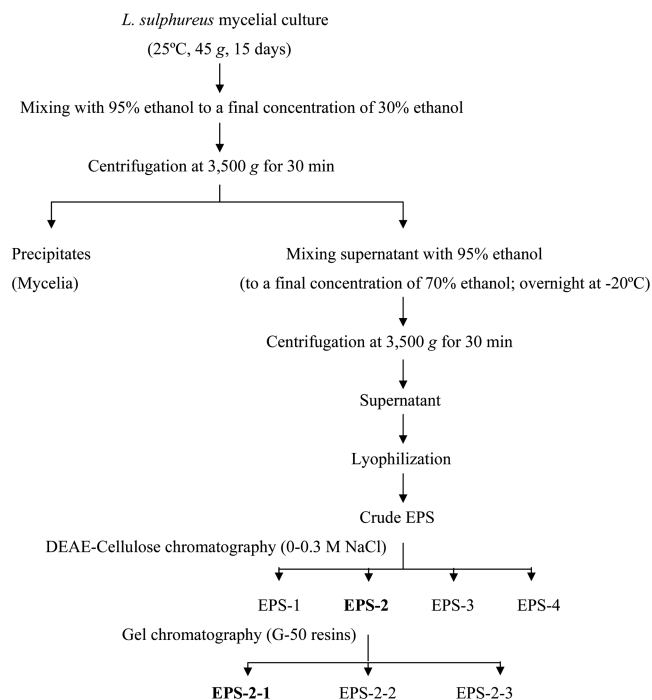 L. sulphureus mycelial culture
(25ºC, 45 g, 15 days)
Mixing with 95% ethanol to a final concentration of 30% ethanol
Centrifugation at 3,500 g for 30 min
Precipitates
(Mycelia)
Mixing supernatant with 95% ethanol
(to a final concentration of 70% ethanol; overnight at -20ºC)
Centrifugation at 3,500 g for 30 min
Supernatant
Lyophilization
Crude EPS
DEAE-Cellulose chromatography (0-0.3 M NaCl)
EPS-1 EPS-2 EPS-3 EPS-4
Gel chromatography (G-50 resins)
EPS-2-1 EPS-2-2 EPS-2-3